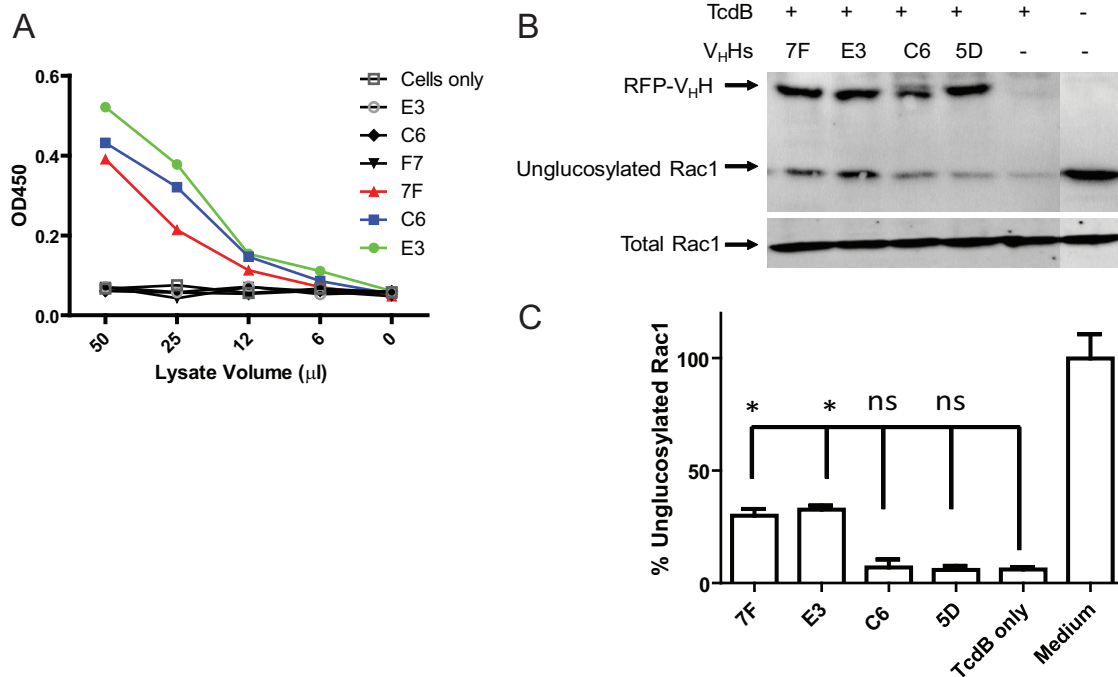 A
0.6
0.4
0.2
0.0
OD450
50
25
12
6
0
Lysate Volume (μl)
Cells only
E3
C6
F7
7F
C6
E3
B
TcdB + + + + + -
VHHs 7F E3 C6 5D - -
RFP-VHH
Unglucosylated Rac1
Total Rac1
C
% Unglucosylated Rac1
100
50
0
* * ns ns
7F
E3
C6
5D
TcdB only
Medium